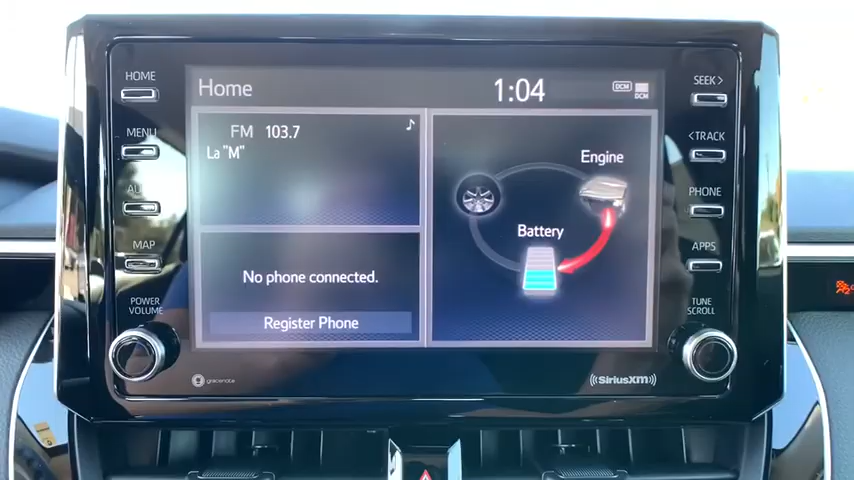 HOME
MENU
MAP
POWER
VOLUME
Home
1:04
DCM
DCM
FM 103.7
La "M"
No phone connected.
Register Phone
Engine
Battery
SEEK >
< TRACK
PHONE
APPS
TUNE
SCROLL
gracenote
SiriusXM